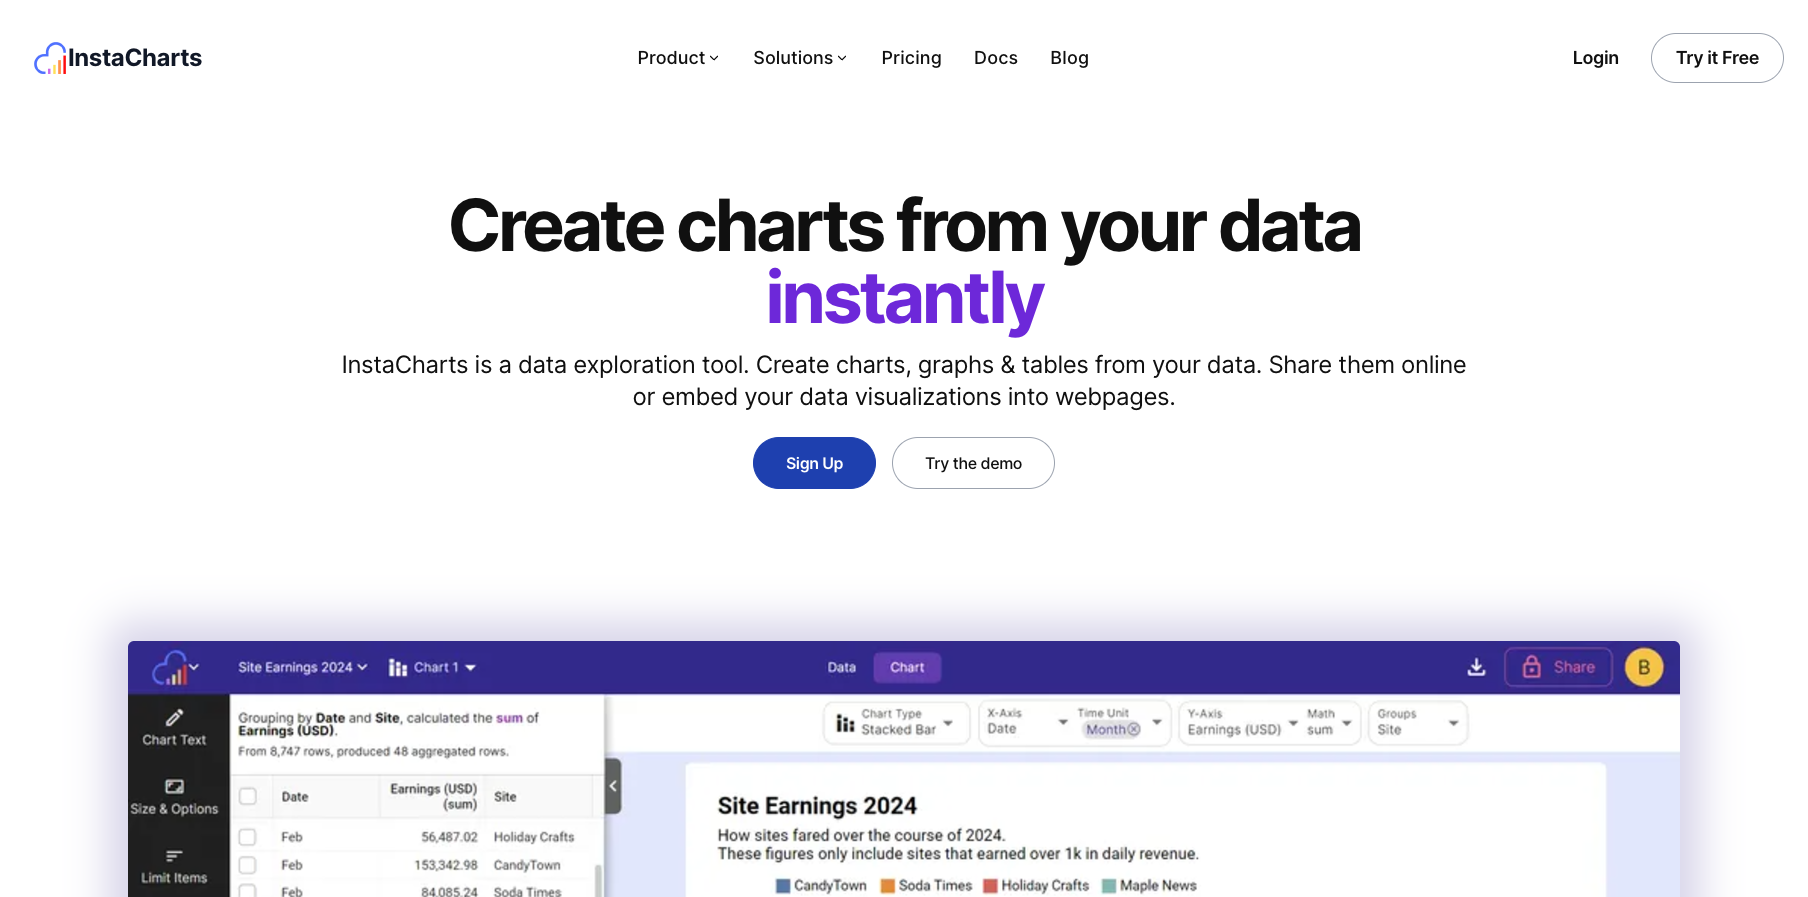 InstaCharts
Product
Solutions
Pricing
Docs
Blog
Login
Try it Free
Create charts from your data
instantly
InstaCharts is a data exploration tool. Create charts, graphs & tables from your data. Share them online
or embed your data visualizations into webpages.
Sign Up
Try the demo
Site Earnings 2024
Chart 1
Data
Chart
Share
B
Chart Text
Size & Options
Limit Items
Grouping by Date and Site, calculated the sum of
Earnings (USD).
From 8,747 rows, produced 48 aggregated rows.
Date
Earnings (USD)
(sum)
Site
Feb 56,487.02 Holiday Crafts
Feb 153,342.98 CandyTown
Feb 84,085.24 Soda Times
Chart Type
Stacked Bar
X-Axis
Date
Time Unit
Month
Y-Axis
Earnings (USD)
Math
sum
Groups
Site
Site Earnings 2024
How sites fared over the course of 2024.
These figures only include sites that earned over 1k in daily revenue.
CandyTown Soda Times Holiday Crafts Maple News